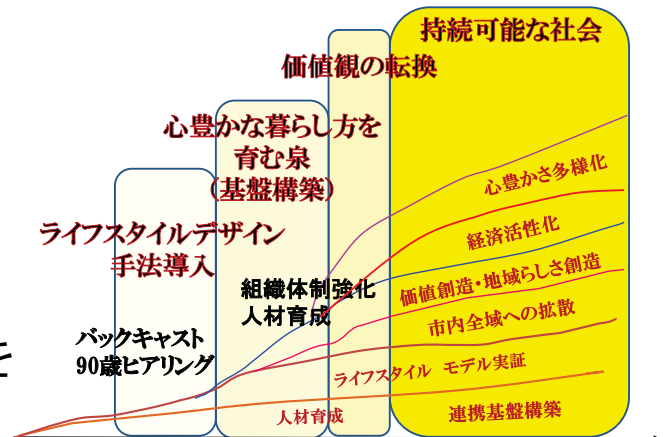 持続可能な社会
価値観の転換
心豊かな暮らし方を
育む泉
(基盤構築)
ライフスタイルデザイン
手法導入
組織体制強化
人材育成
バックキャスト
90歳ヒアリング
心豊かさ多様化
経済活性化
価値創造・地域らしさ創造
市内全域への拡散
ライフスタイル モデル実証
人材育成
連携基盤構築